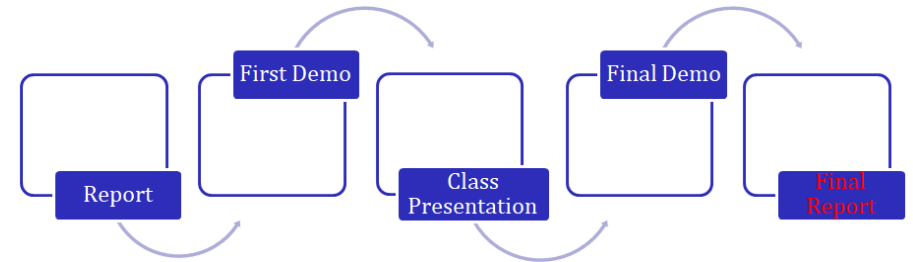 Report
First Demo
Class
Presentation
Final Demo
Final
Report